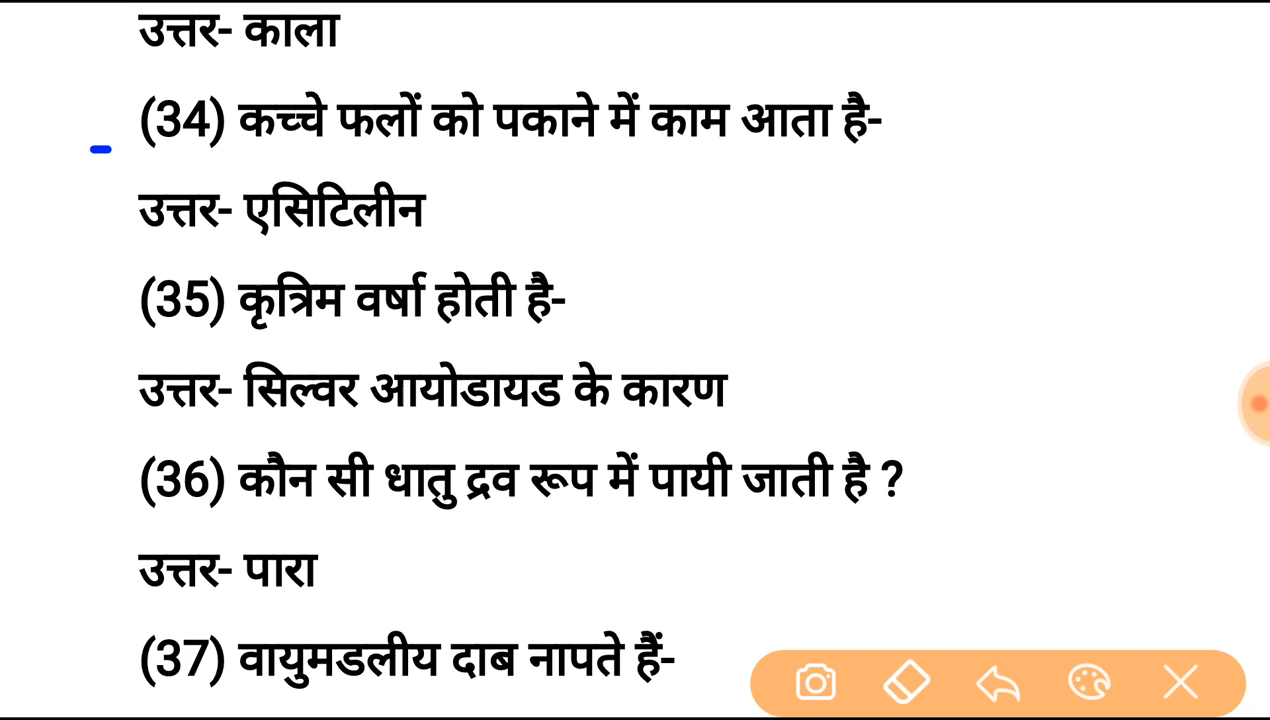 उत्तर- काला
(34) कच्चे फलों को पकाने में काम आता है-
उत्तर- एसिटिलीन
(35) कृत्रिम वर्षा होती है-
उत्तर- सिल्वर आयोडायड के कारण
(36) कौन सी धातु द्रव रूप में पायी जाती है ?
उत्तर- पारा
(37) वायुमडलीय दाब नापते हैं-